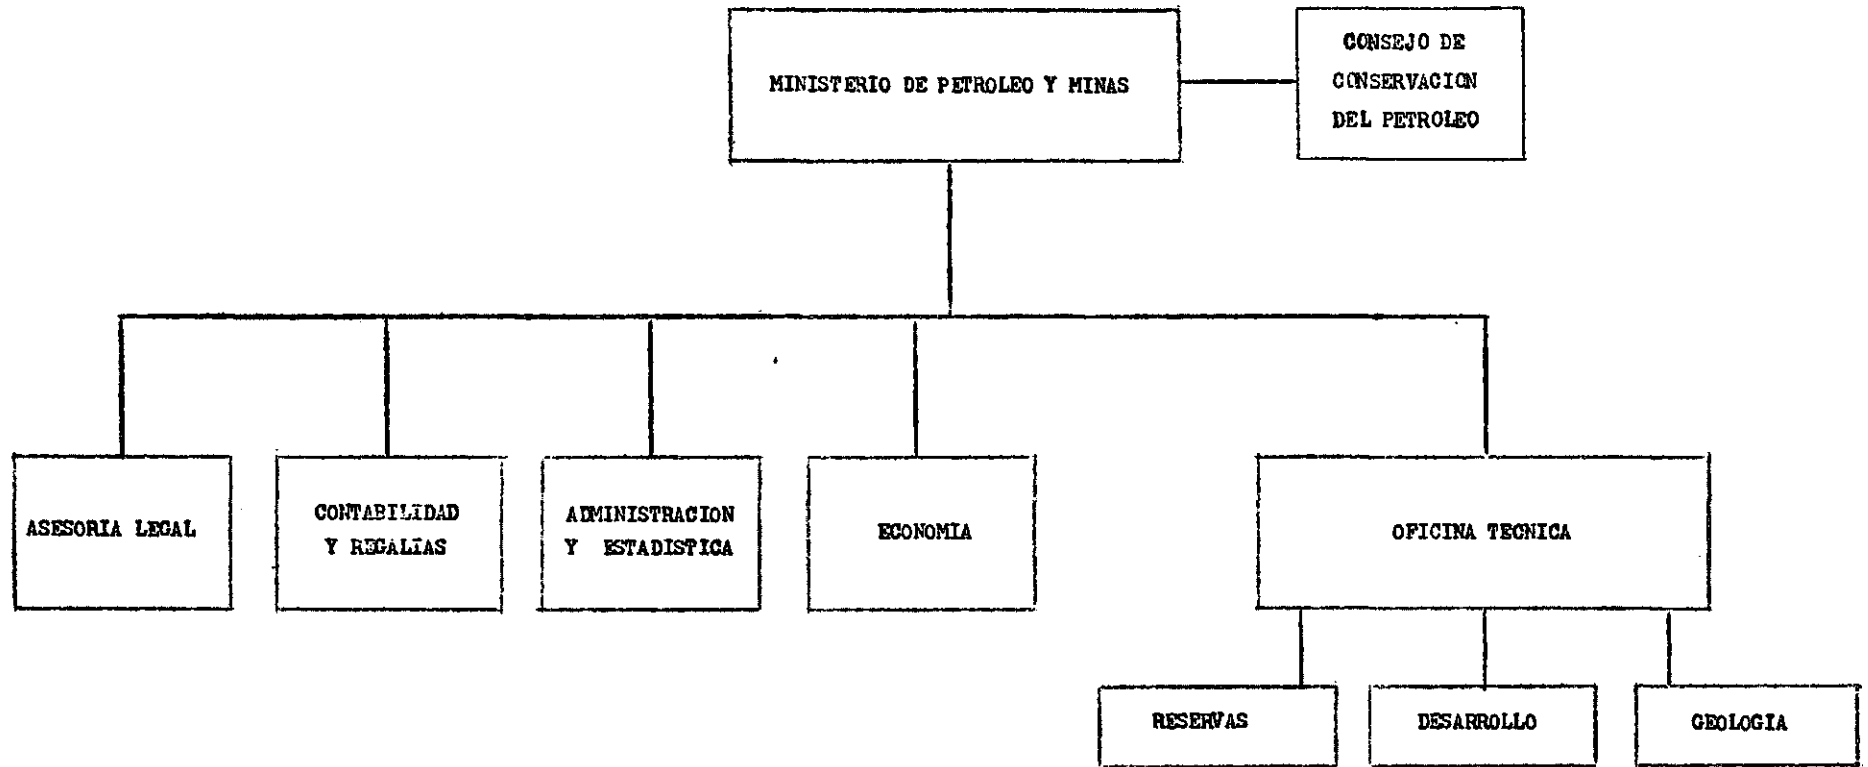 MINISTERIO DE PETROLEO Y MINAS
CONSEJO DE
CONSERVACION
DEL PETROLEO
ASESORIA LEGAL
CONTABILIDAD
Y REGALIAS
ADMINISTRACION
Y ESTADISTICA
ECONOMIA
OFICINA TECNICA
RESERVAS
DESARROLLO
GEOLOGIA